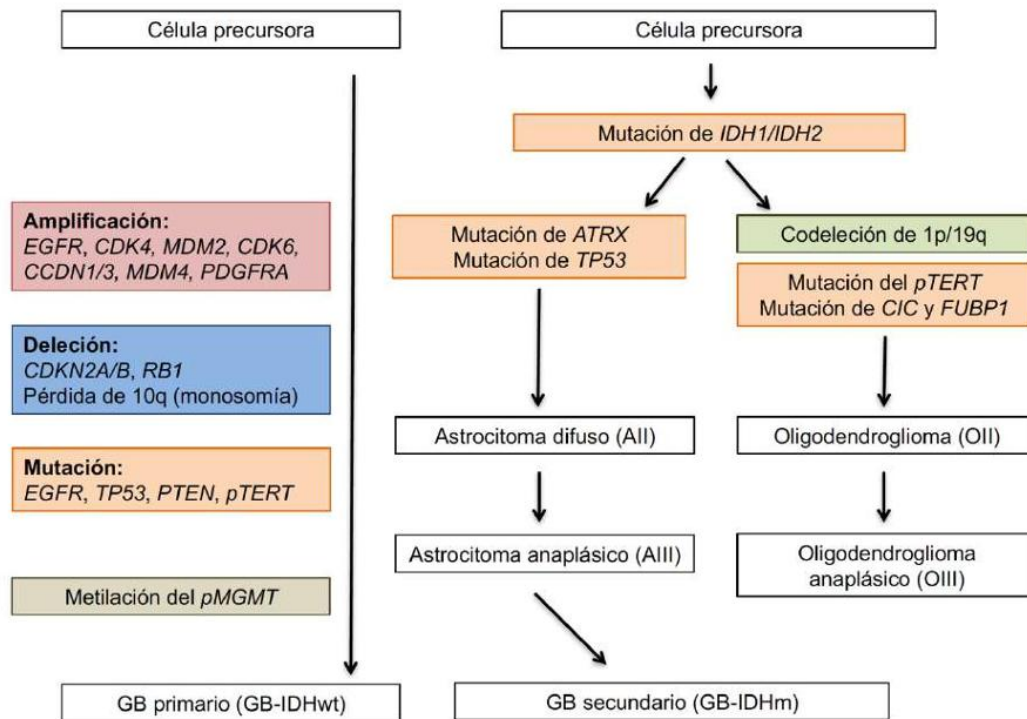 Célula precursora
Célula precursora
Mutación de IDH1/IDH2
Amplificación:
EGFR, CDK4, MDM2, CDK6,
CCDN1/3, MDM4, PDGFRA
Mutación de ATRX
Mutación de TP53
Codeleción de 1p/19q
Mutación del pTERT
Mutación de CIC y FUBP1
Deleción:
CDKN2A/B, RB1
Pérdida de 10q (monosomía)
Astrocitoma difuso (AII)
Oligodendroglioma (OII)
Mutación:
EGFR, TP53, PTEN, pTERT
Astrocitoma anaplásico (AIII)
Oligodendroglioma
anaplásico (OIII)
Metilación del pMGMT
GB primario (GB-IDHwt)
GB secundario (GB-IDHm)